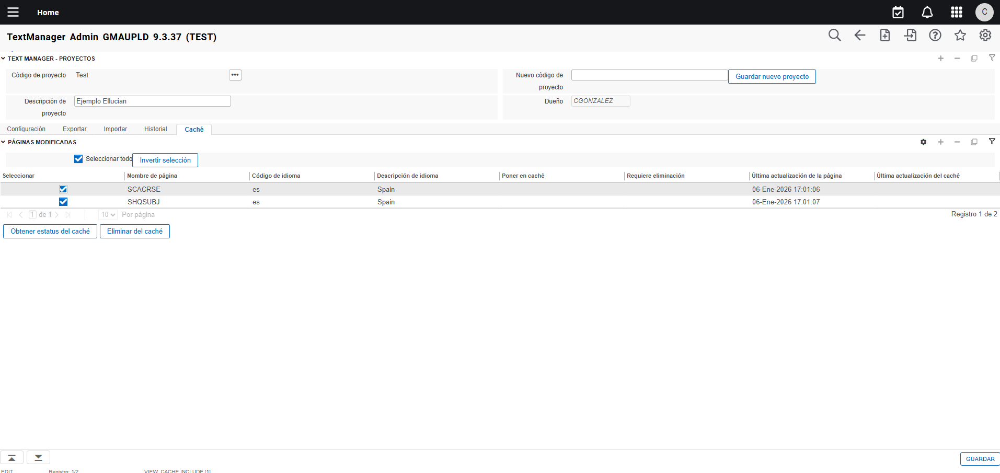 Home
C
TextManager Admin GMAUPLD 9.3.37 (TEST)
TEXT MANAGER - PROYECTOS
Código de proyecto Test Nuevo código de proyecto Guardar nuevo proyecto
Descripción de proyecto Ejemplo Ellucian Dueño CGONZALEZ
Configuración Exportar Importar Historial Caché
PÁGINAS MODIFICADAS
Seleccionar todo Invertir selección
Seleccionar Nombre de página Código de idioma Descripción de idioma Poner en caché Requiere eliminación Última actualización de la página Última actualización del caché
SCACRSE es Spain 06-Ene-2026 17:01:06
SHQSUBJ es Spain 06-Ene-2026 17:01:07
1 de 1 10 Por página Registro 1 de 2
Obtener estatus del caché Eliminar del caché
GUARDAR
EDIT Registro: 1/2 VIEW_CACHE.INCLUDE [1]